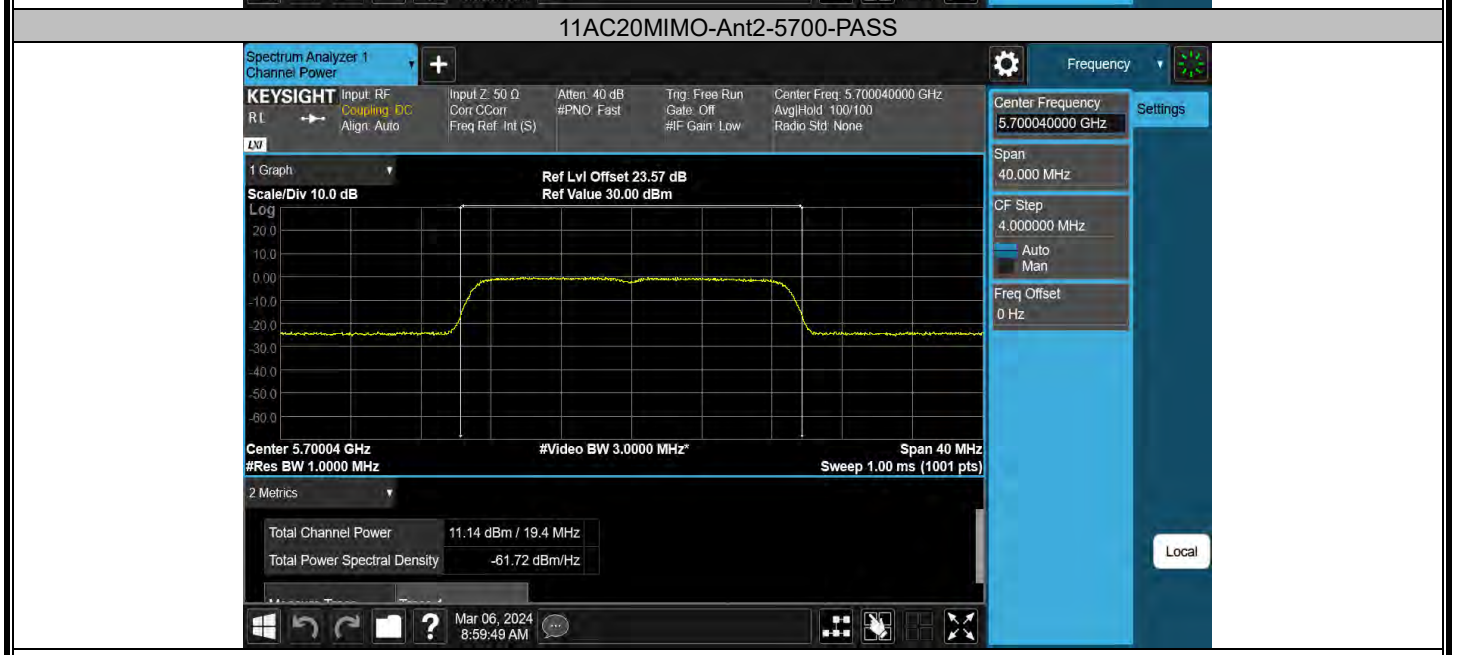 11AC20MIMO-Ant2-5700-PASS
Spectrum Analyzer 1
Channel Power
+
Frequency
KEYSIGHT
RL
LXI
Input: RF
Coupling: DC
Align: Auto
Input Z: 50 Ω
Corr CCorr
Freq Ref: Int (S)
Atten: 40 dB
#PNO: Fast
Trig: Free Run
Gate: Off
#IF Gain: Low
Center Freq: 5.700040000 GHz
Avg|Hold: 100/100
Radio Std: None
Center Frequency
5.700040000 GHz
Settings
Span
40.000 MHz
CF Step
4.000000 MHz
Auto
Man
Freq Offset
0 Hz
Local
1 Graph
Scale/Div 10.0 dB
Ref Lvl Offset 23.57 dB
Ref Value 30.00 dBm
Log
20.0
10.0
0.00
-10.0
-20.0
-30.0
-40.0
-50.0
-60.0
Center 5.70004 GHz
#Res BW 1.0000 MHz
#Video BW 3.0000 MHz*
Span 40 MHz
Sweep 1.00 ms (1001 pts)
2 Metrics
Total Channel Power 11.14 dBm / 19.4 MHz
Total Power Spectral Density -61.72 dBm/Hz
?
Mar 06, 2024
8:59:49 AM